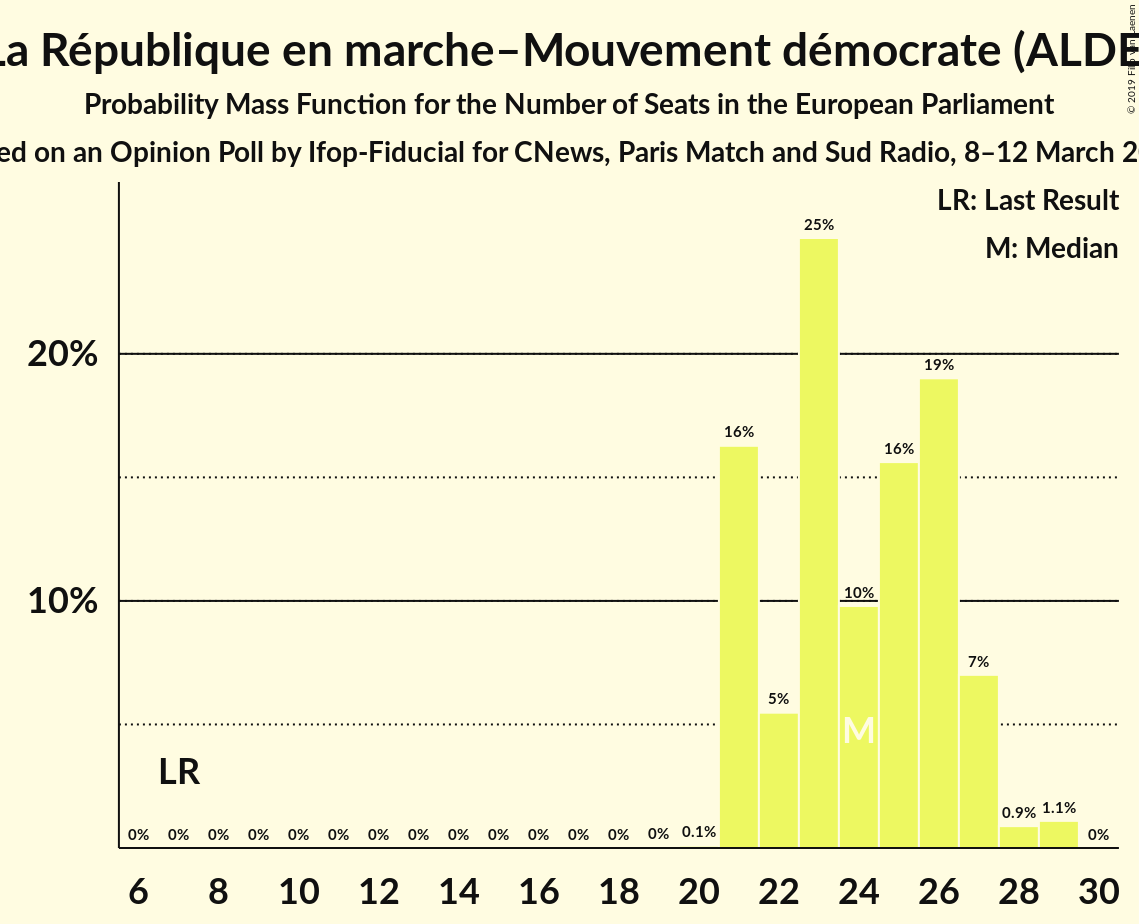 La République en marche–Mouvement démocrate (ALDE
Probability Mass Function for the Number of Seats in the European Parliament
ed on an Opinion Poll by Ifop-Fiducial for CNews, Paris Match and Sud Radio, 8–12 March 20
© 2019
LR: Last Result
M: Median
25%
20%
19%
16%
16%
10%
10%
7%
5%
M
LR
0% 0% 0% 0% 0% 0% 0% 0% 0% 0% 0% 0% 0% 0% 0.1% 0.9% 1.1% 0%
6 8 10 12 14 16 18 20 22 24 26 28 30